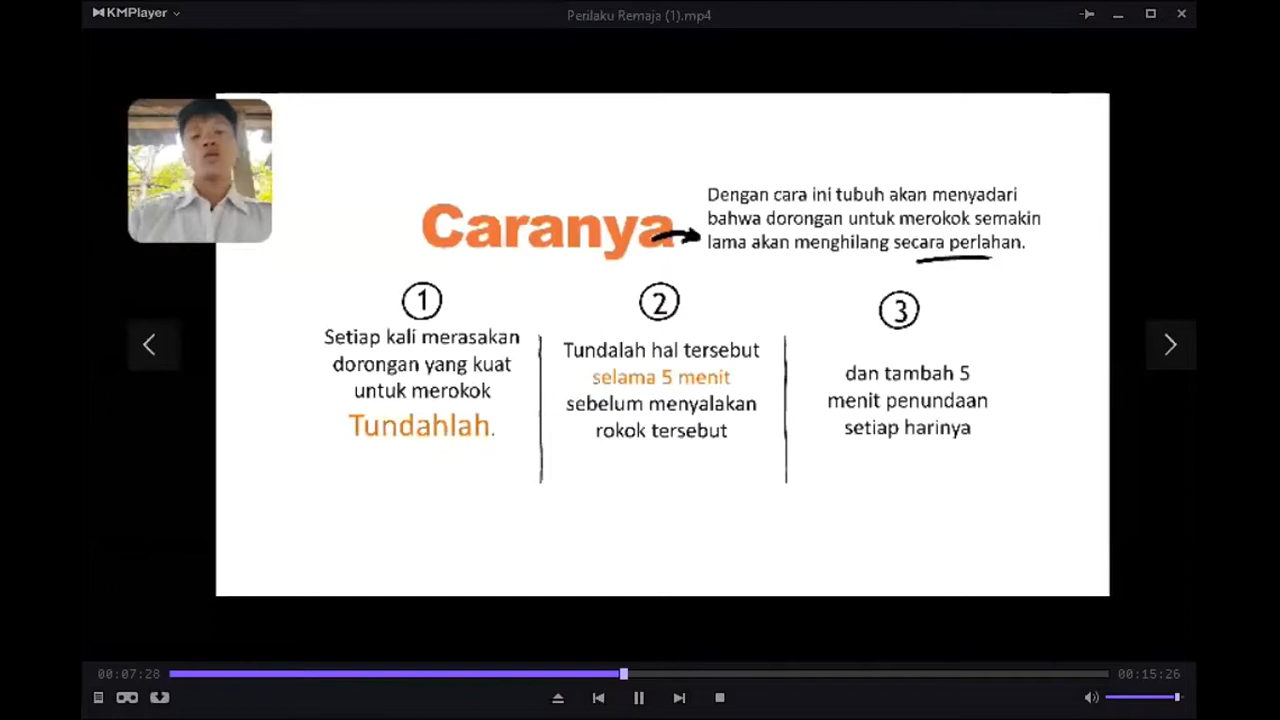 KMPlayer
Perilaku Remaja (1).mp4
Caranya
Dengan cara ini tubuh akan menyadari
bahwa dorongan untuk merokok semakin
lama akan menghilang secara perlahan.
1
Setiap kali merasakan
dorongan yang kuat
untuk merokok
Tundahlah.
2
Tundalah hal tersebut
selama 5 menit
sebelum menyalakan
rokok tersebut
3
dan tambah 5
menit penundaan
setiap harinya
00:07:28
00:15:26